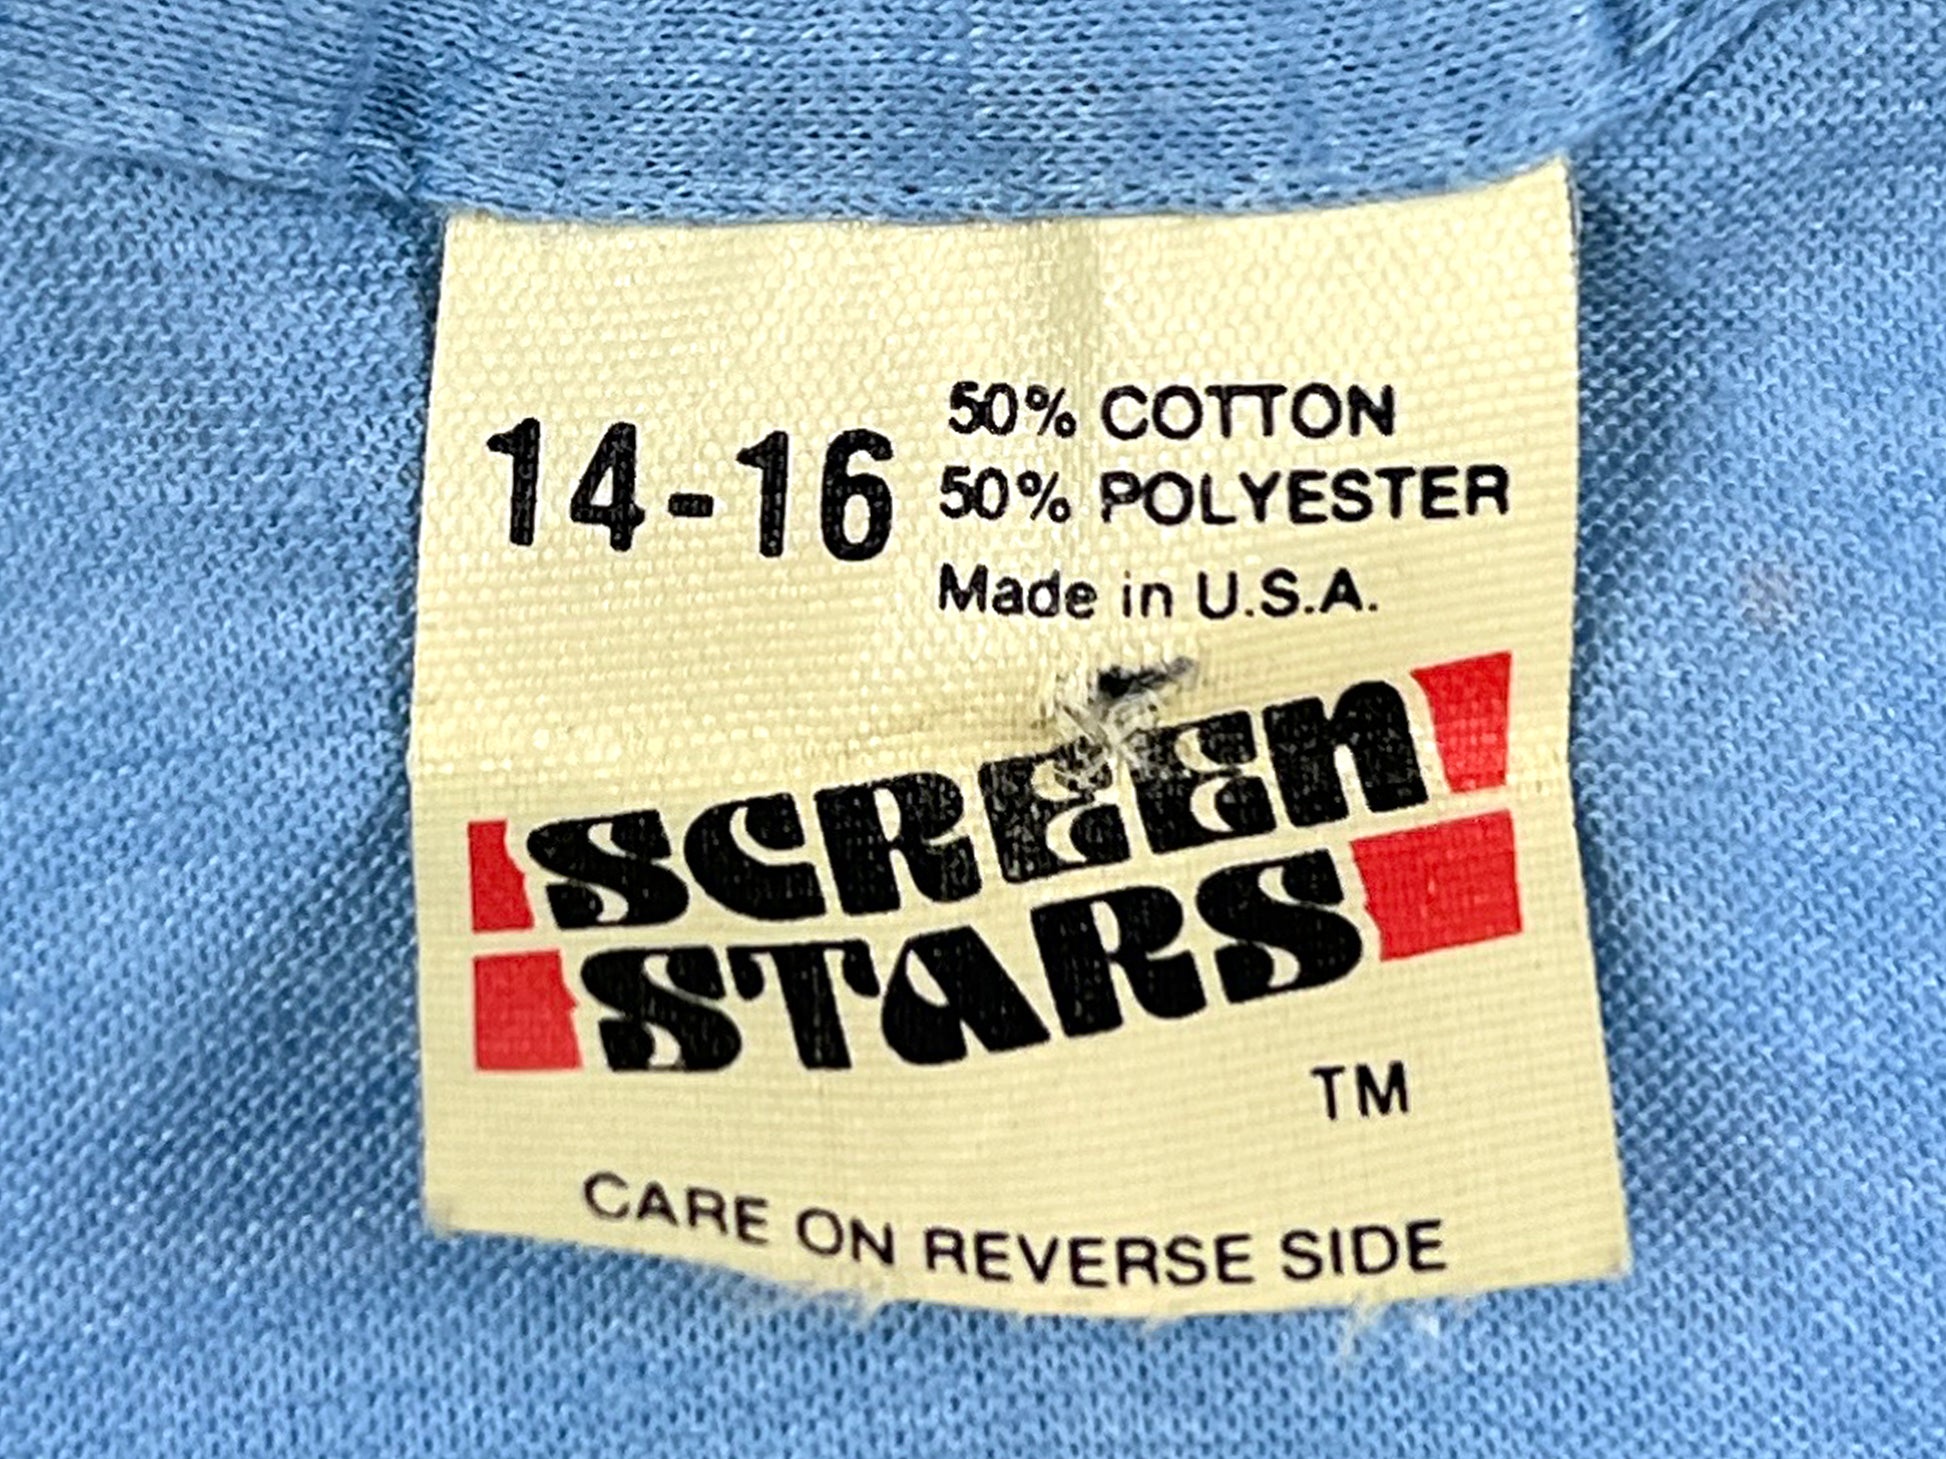 14-16
50% COTTON
50% POLYESTER
Made in U.S.A.
SCREEN
STARS
TM
CARE ON REVERSE SIDE